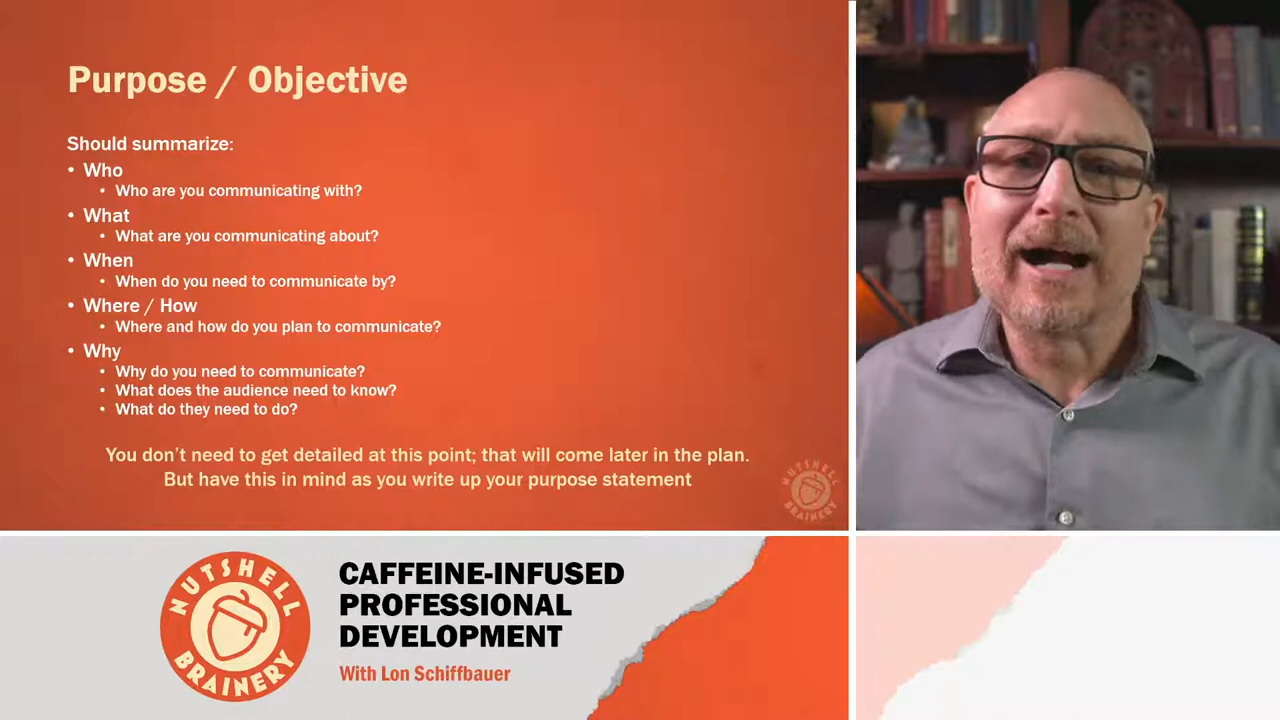 Purpose / Objective
Should summarize:
• Who
• Who are you communicating with?
• What
• What are you communicating about?
• When
• When do you need to communicate by?
• Where / How
• Where and how do you plan to communicate?
• Why
• Why do you need to communicate?
• What does the audience need to know?
• What do they need to do?
You don’t need to get detailed at this point; that will come later in the plan.
But have this in mind as you write up your purpose statement
NUTSHELL
BRAINERY
NUTSHELL
BRAINERY
CAFFEINE-INFUSED
PROFESSIONAL
DEVELOPMENT
With Lon Schiffbauer